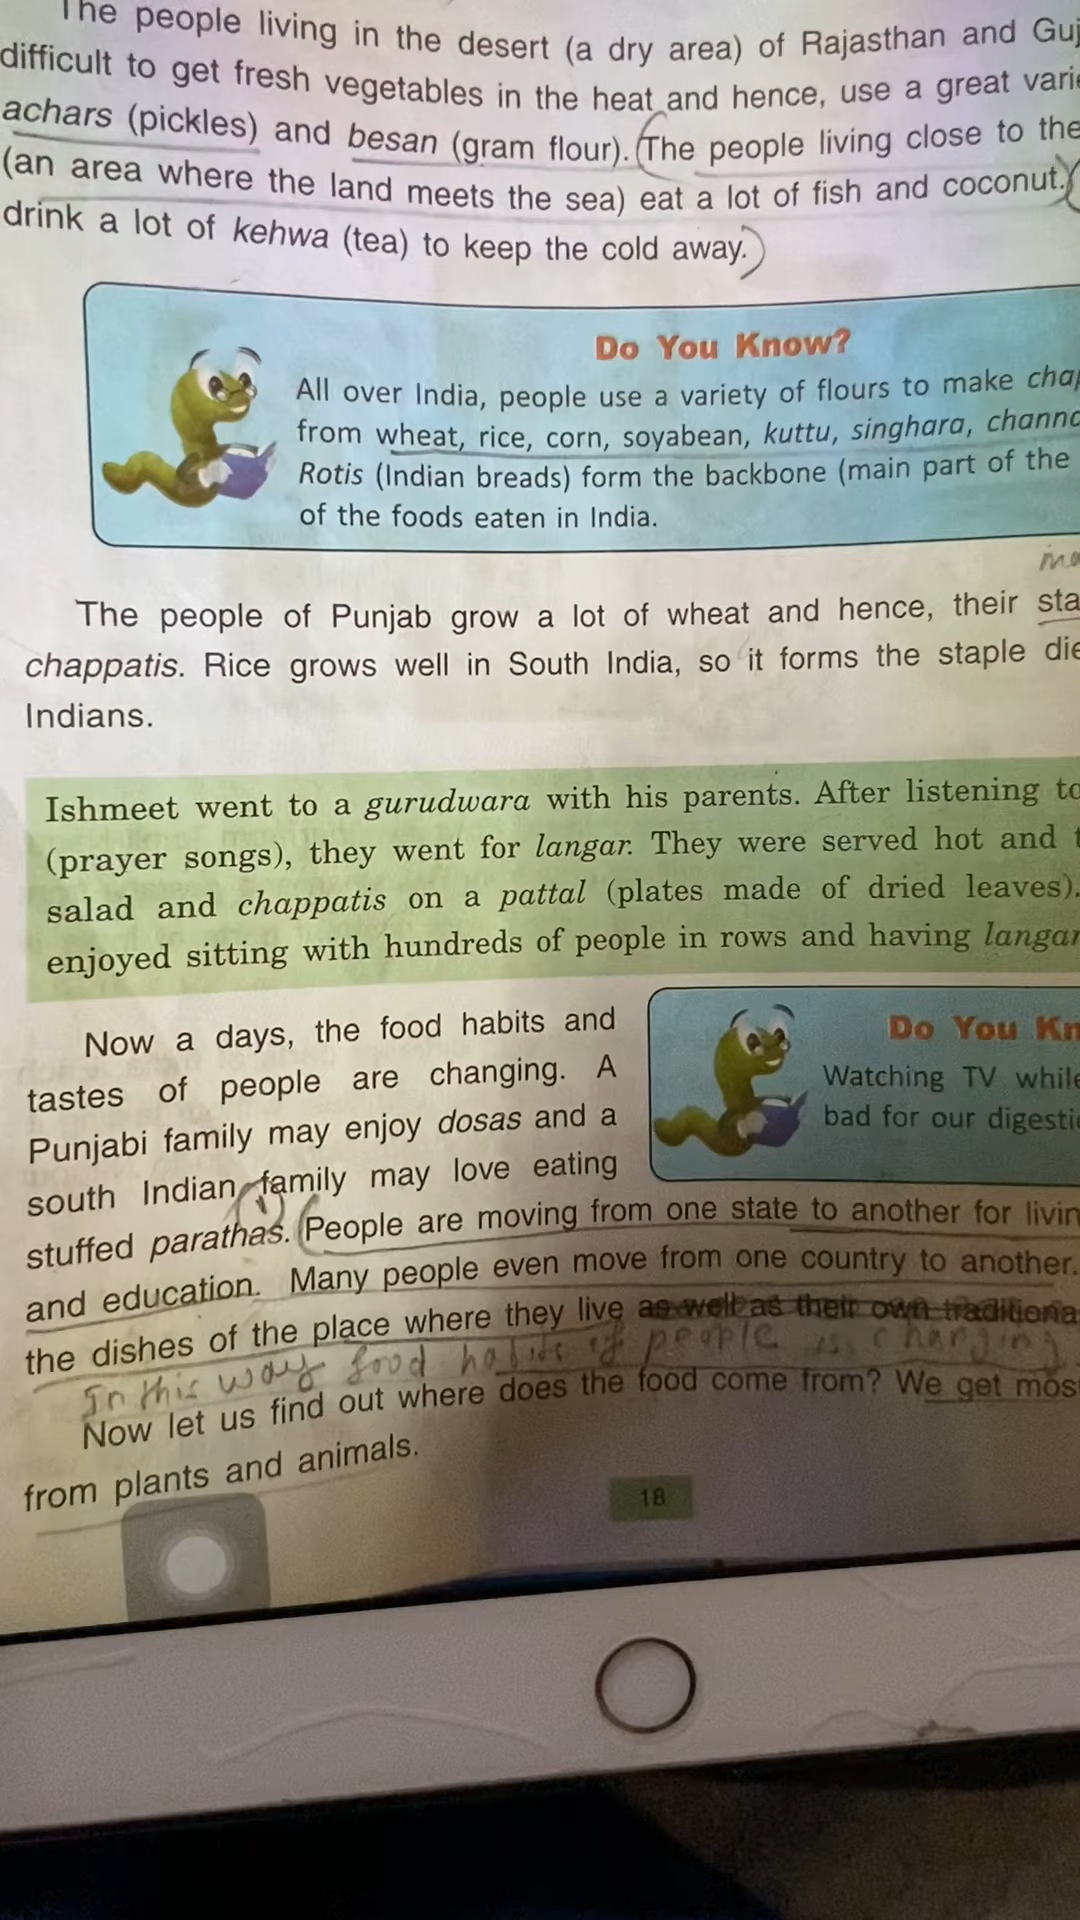 The people living in the desert (a dry area) of Rajasthan and
difficult to get fresh vegetables in the heat and hence, use a great
achars (pickles) and besan (gram flour). The people living close to the
(an area where the land meets the sea) eat a lot of fish and coconut.
drink a lot of kehwa (tea) to keep the cold away.
Do You Know?
All over India, people use a variety of flours to make
from wheat, rice, corn, soyabean, kuttu, singhara,
Rotis (Indian breads) form the backbone (main part of the
of the foods eaten in India.
The people of Punjab grow a lot of wheat and hence, their
chappatis. Rice grows well in South India, so it forms the staple
Indians.
Ishmeet went to a gurudwara with his parents. After listening
(prayer songs), they went for langar. They were served hot and
salad and chappatis on a pattal (plates made of dried leaves).
enjoyed sitting with hundreds of people in rows and having langar
Now a days, the food habits and
tastes of people are changing. A
Punjabi family may enjoy dosas and a
south Indian family may love eating
stuffed parathas. People are moving from one state to another for
and education. Many people even move from one country to another.
the dishes of the place where they live as well as their own
In this way food habits of people is changing
Do You
Watching TV
bad for our
Now let us find out where does the food come from? We get
from plants and animals.
18